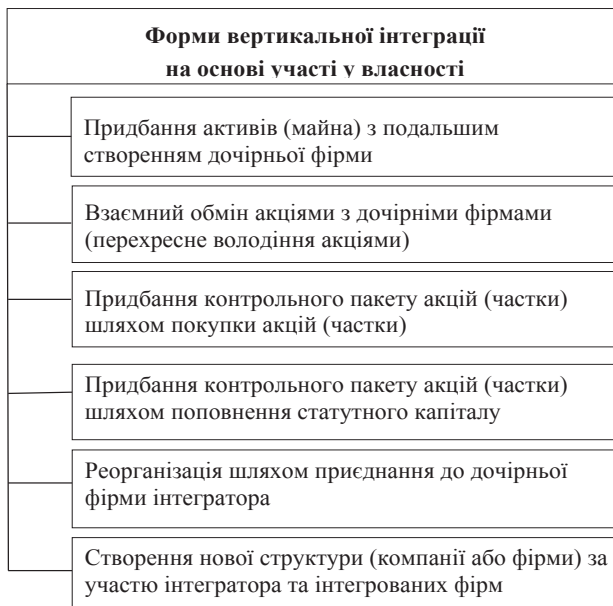 Форми вертикальної інтеграції
на основі участі у власності
Придбання активів (майна) з подальшим
створенням дочірньої фірми
Взаємний обмін акціями з дочірніми фірмами
(перехресне володіння акціями)
Придбання контрольного пакету акцій (частки)
шляхом покупки акцій (частки)
Придбання контрольного пакету акцій (частки)
шляхом поповнення статутного капіталу
Реорганізація шляхом приєднання до дочірньої
фірми інтегратора
Створення нової структури (компанії або фірми) за
участю інтегратора та інтегрованих фірм